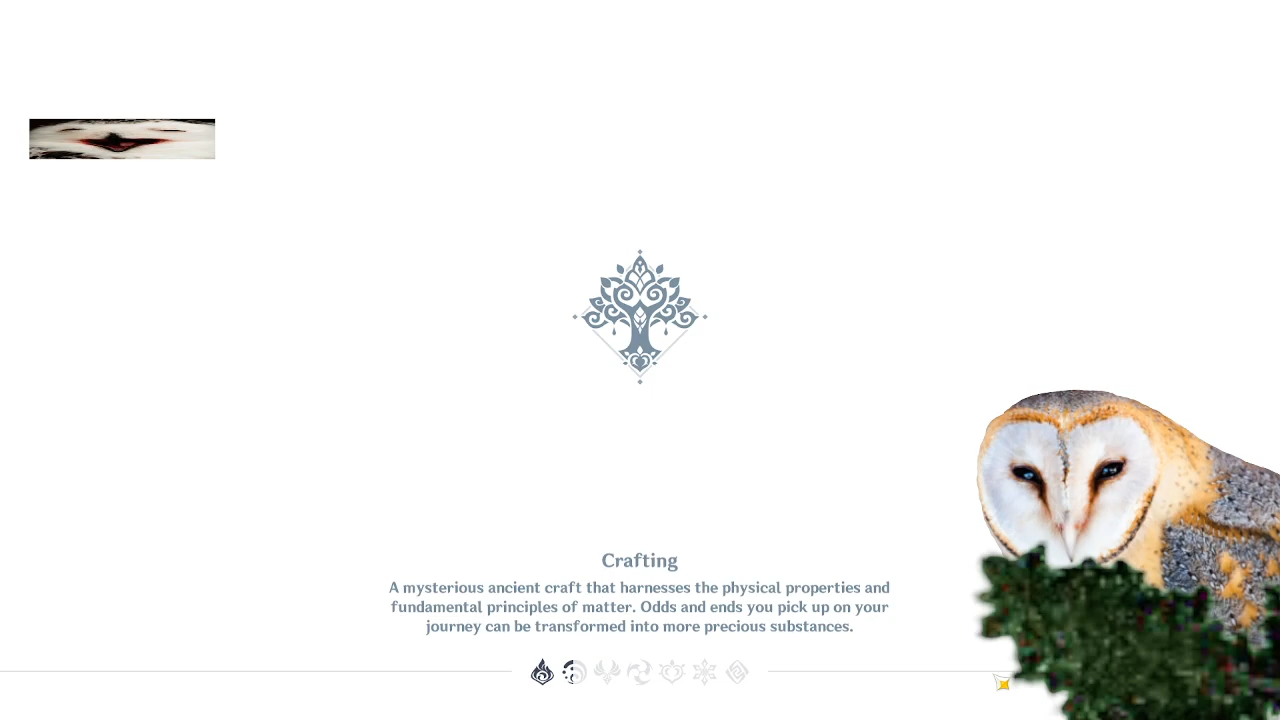 Crafting
A mysterious ancient craft that harnesses the physical properties and
fundamental principles of matter. Odds and ends you pick up on your
journey can be transformed into more precious substances.